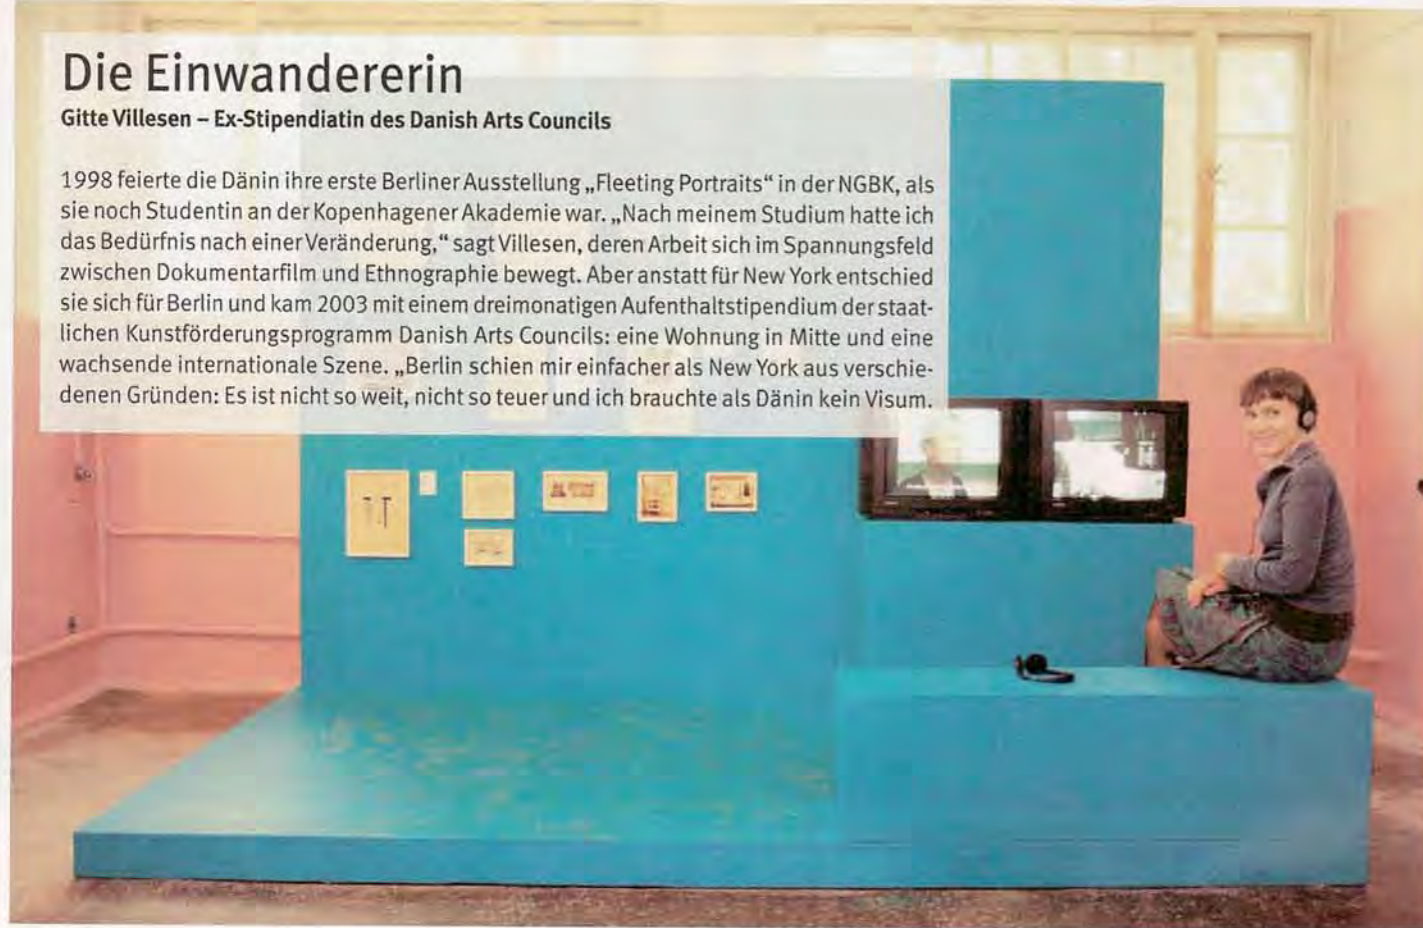 Die Einwandererin
Gitte Villesen – Ex-Stipendiatin des Danish Arts Councils
1998 feierte die Dänin ihre erste Berliner Ausstellung „Fleeting Portraits“ in der NGBK, als
sie noch Studentin an der Kopenhagener Akademie war. „Nach meinem Studium hatte ich
das Bedürfnis nach einer Veränderung,“ sagt Villesen, deren Arbeit sich im Spannungsfeld
zwischen Dokumentarfilm und Ethnographie bewegt. Aber anstatt für New York entschied
sie sich für Berlin und kam 2003 mit einem dreimonatigen Aufenthaltstipendium der staat-
lichen Kunstförderungsprogramm Danish Arts Councils: eine Wohnung in Mitte und eine
wachsende internationale Szene. „Berlin schien mir einfacher als New York aus verschie-
denen Gründen: Es ist nicht so weit, nicht so teuer und ich brauchte als Dänin kein Visum.